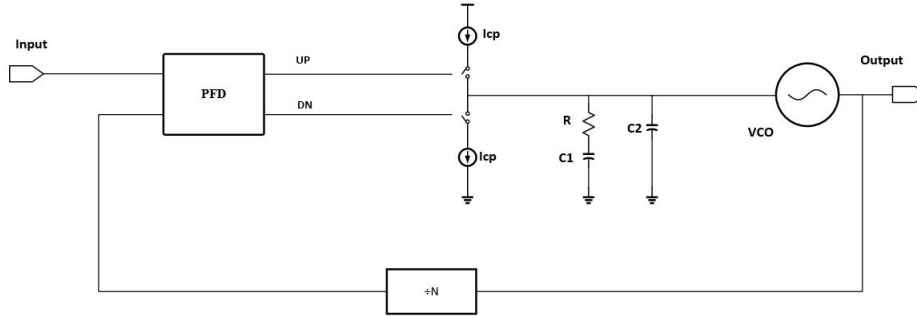 Icp
Input
Output
UP
PFD
DN
R
C2
VCO
C1
Icp
÷N